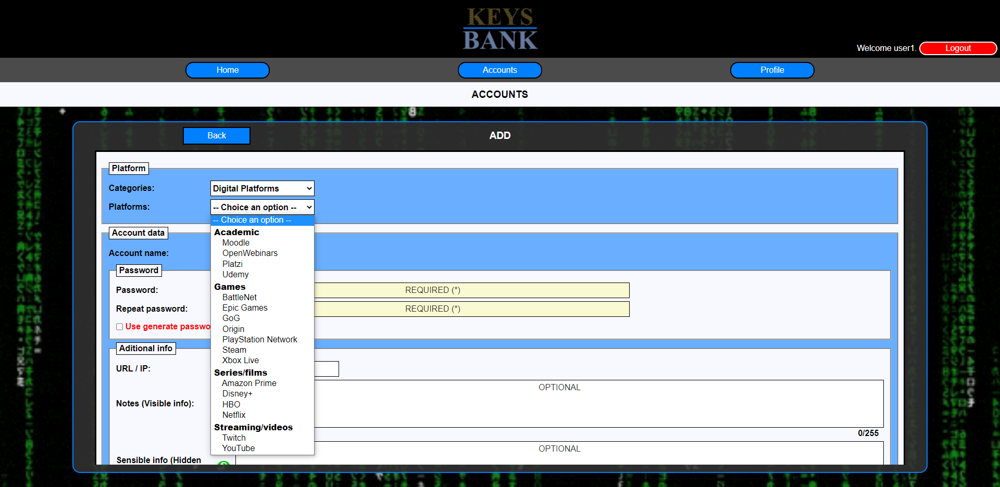 KEYS
BANK
Welcome user1. Logout
Home Accounts Profile
ACCOUNTS
Back ADD
Platform
Categories: Digital Platforms
Platforms: -- Choice an option --
-- Choice an option --
Academic
Moodle
OpenWebinars
Platzi
Udemy
Games
BattleNet
Epic Games
GoG
Origin
PlayStation Network
Steam
Xbox Live
Series/films
Amazon Prime
Disney+
HBO
Netflix
Streaming/videos
Twitch
YouTube
Account data
Account name:
Password
Password: REQUIRED (*)
Repeat password: REQUIRED (*)
Use generate passwo
Aditional info
URL / IP:
Notes (Visible info): OPTIONAL
0/255
Sensible info (Hidden OPTIONAL